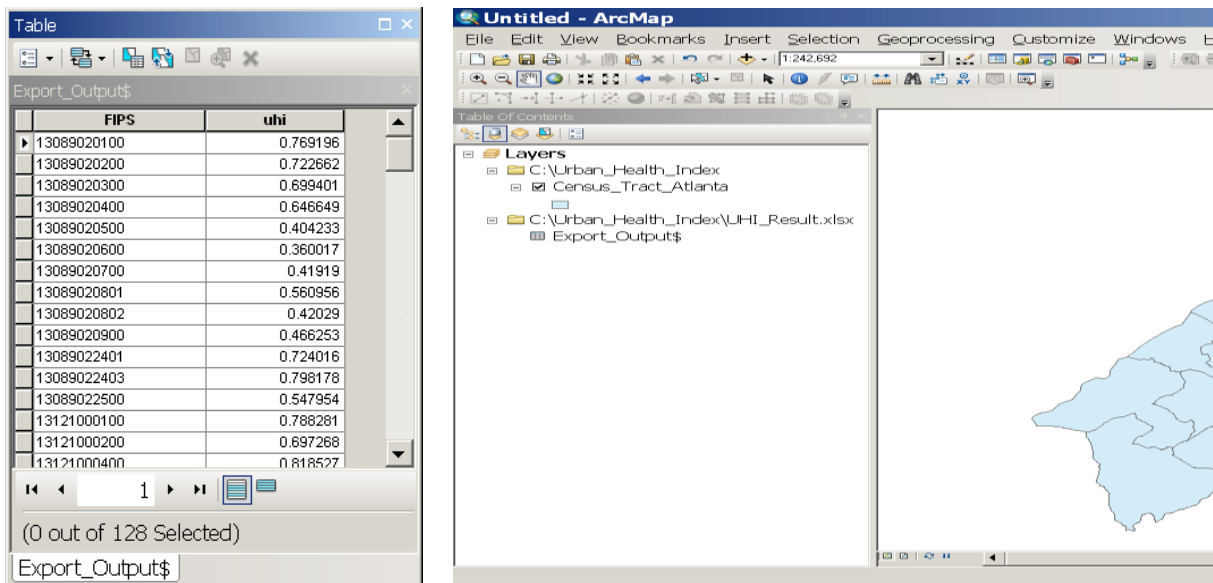 Table
Export_Output$
FIPS uhi
13089020100 0.769196
13089020200 0.722662
13089020300 0.699401
13089020400 0.646649
13089020500 0.404233
13089020600 0.360017
13089020700 0.41919
13089020801 0.560956
13089020802 0.42029
13089020900 0.466253
13089022401 0.724016
13089022403 0.798178
13089022500 0.547954
13121000100 0.788281
13121000200 0.697268
13121000400 0.818527
1
(0 out of 128 Selected)
Export_Output$
Untitled - ArcMap
File Edit View Bookmarks Insert Selection Geoprocessing Customize Windows
1:242,692
Table Of Contents
Layers
C:\Urban_Health_Index
Census_Tract_Atlanta
C:\Urban_Health_Index\UHI_Result.xlsx
Export_Output$